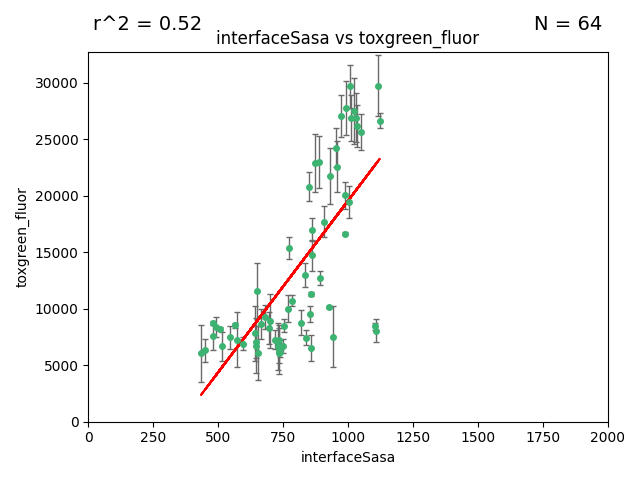 r^2 = 0.52
N = 64
interfaceSasa vs toxgreen_fluor
30000
25000
20000
15000
10000
5000
0
toxgreen_fluor
0 250 500 750 1000 1250 1500 1750 2000
interfaceSasa